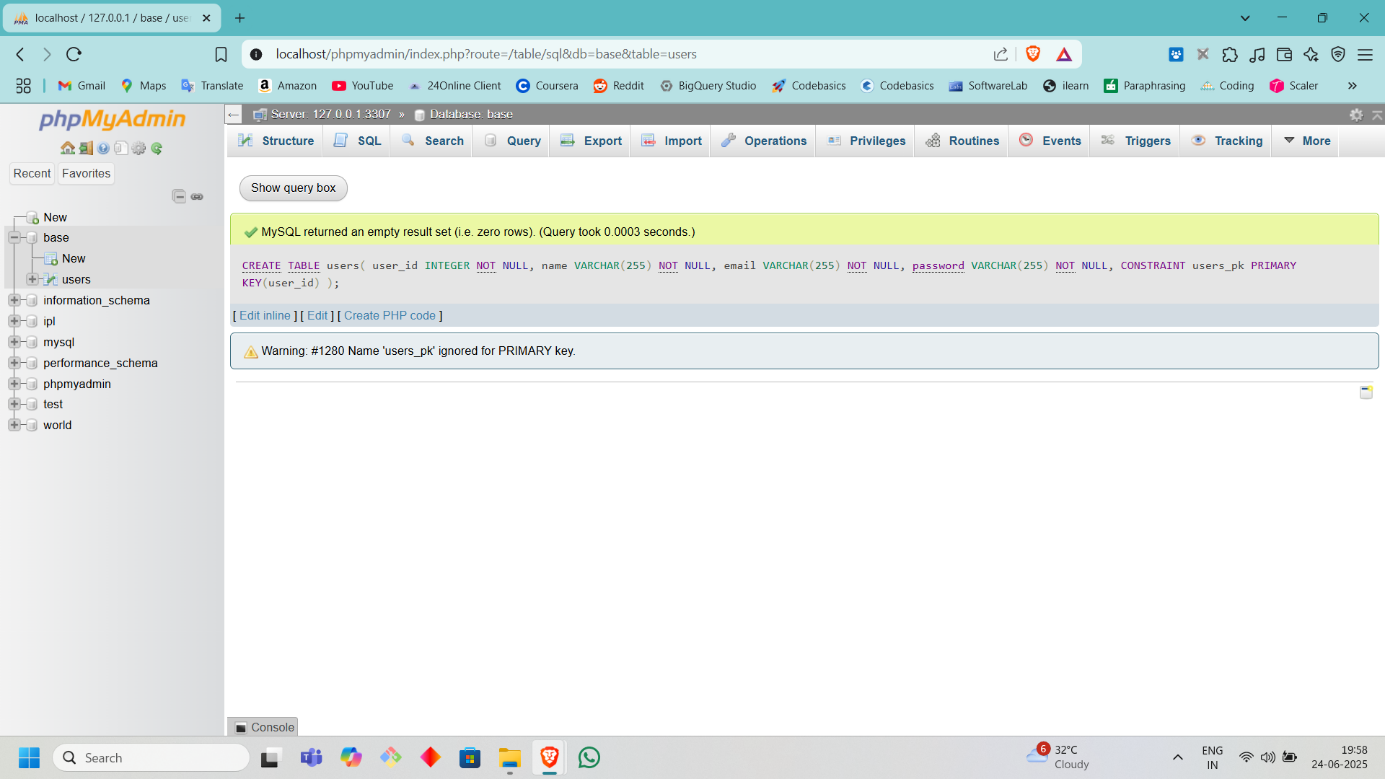 localhost / 127.0.0.1 / base / use
localhost/phpmyadmin/index.php?route=/table/sql&db=base&table=users
Gmail Maps Translate Amazon YouTube 24Online Client Coursera Reddit BigQuery Studio Codebasics Codebasics SoftwareLab ilearn Paraphrasing Coding Scaler
phpMyAdmin
Recent Favorites
New
base
New
users
information_schema
ipl
mysql
performance_schema
phpmyadmin
test
world
Server: 127.0.0.1:3307 » Database: base
Structure SQL Search Query Export Import Operations Privileges Routines Events Triggers Tracking More
Show query box
MySQL returned an empty result set (i.e. zero rows). (Query took 0.0003 seconds.)
CREATE TABLE users( user_id INTEGER NOT NULL, name VARCHAR(255) NOT NULL, email VARCHAR(255) NOT NULL, password VARCHAR(255) NOT NULL, CONSTRAINT users_pk PRIMARY
KEY(user_id) );
[ Edit inline ] [ Edit ] [ Create PHP code ]
Warning: #1280 Name 'users_pk' ignored for PRIMARY key.
Console
Search
6
32°C
Cloudy
ENG
IN
19:58
24-06-2025